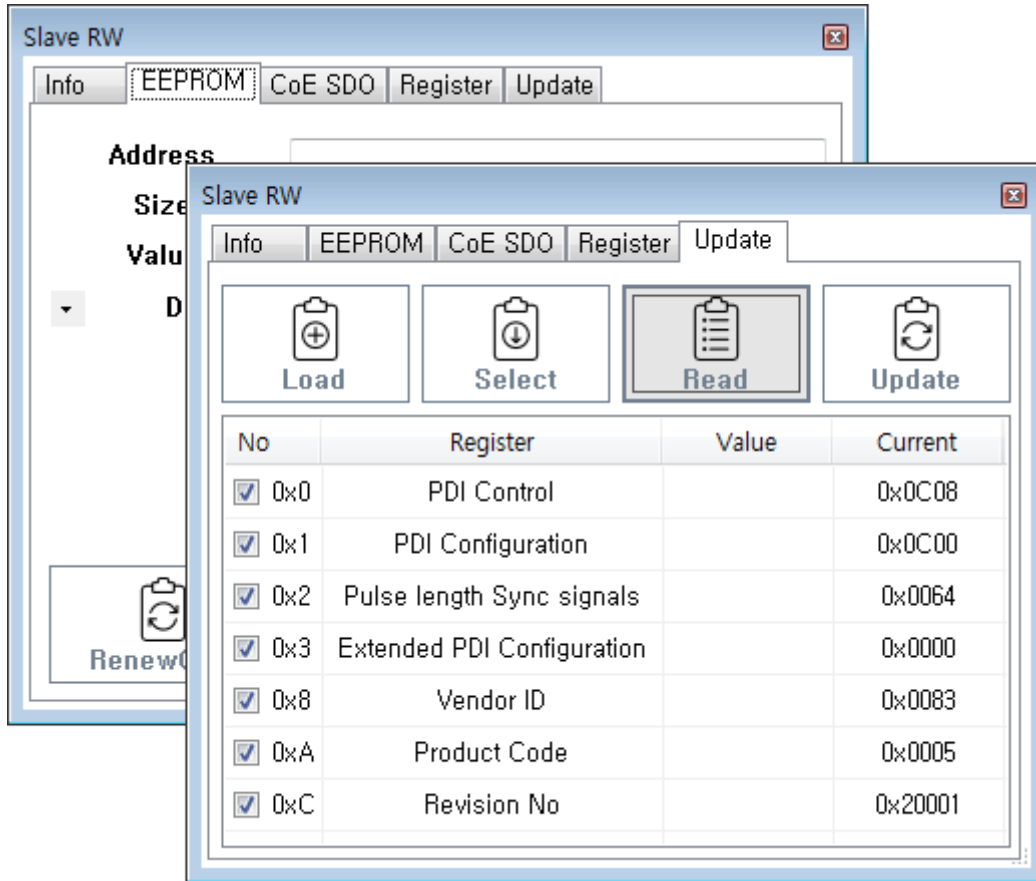 Slave RW
Info EEPROM CoE SDO Register Update
Address
Size
Valu
D
Slave RW
Info EEPROM CoE SDO Register Update
Load Select Read Update
No Register Value Current
0x0 PDI Control 0x0C08
0x1 PDI Configuration 0x0C00
0x2 Pulse length Sync signals 0x0064
0x3 Extended PDI Configuration 0x0000
0x8 Vendor ID 0x0083
0xA Product Code 0x0005
0xC Revision No 0x20001